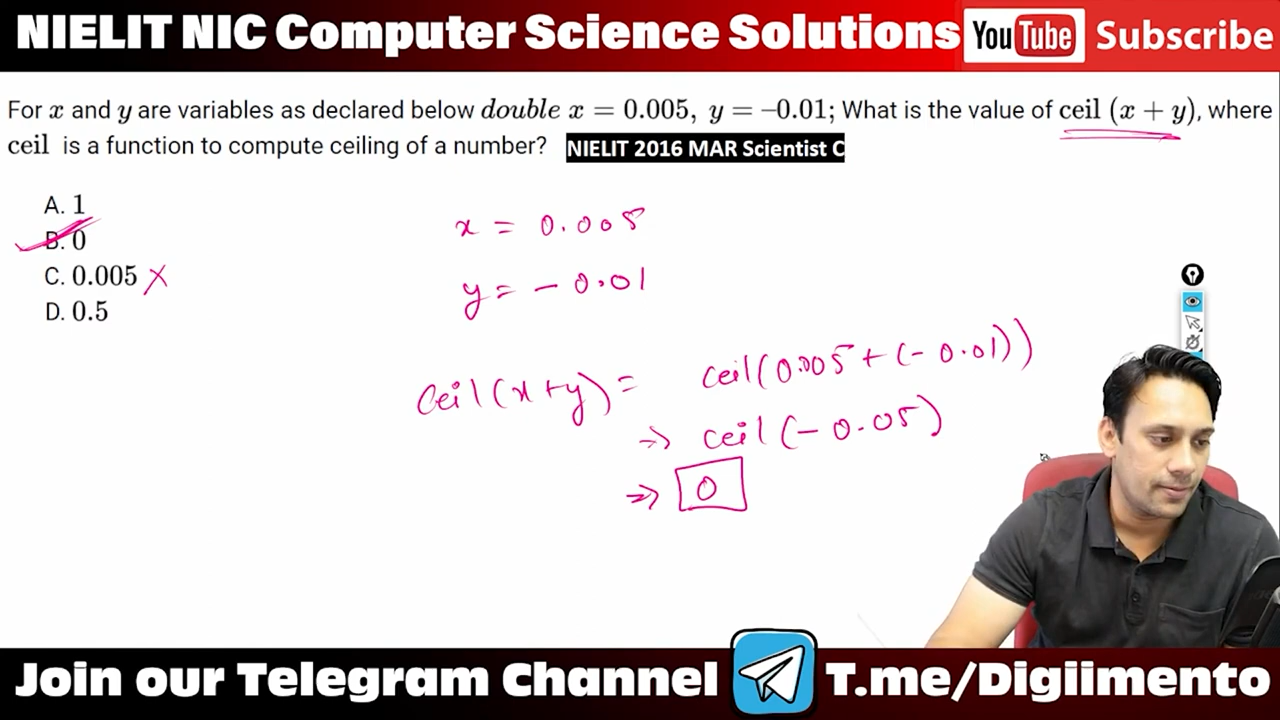 NIELIT NIC Computer Science Solutions YouTube Subscribe
For x and y are variables as declared below double x = 0.005, y = –0.01; What is the value of ceil (x + y), where
ceil is a function to compute ceiling of a number? NIELIT 2016 MAR Scientist C
A. 1
B. 0
C. 0.005 X
D. 0.5
x = 0.005
y = - 0.01
Ceil(x+y) = ceil(0.005 + (- 0.01))
⇒ ceil(- 0.05)
⇒ 0
Join our Telegram Channel T.me/Digiimento